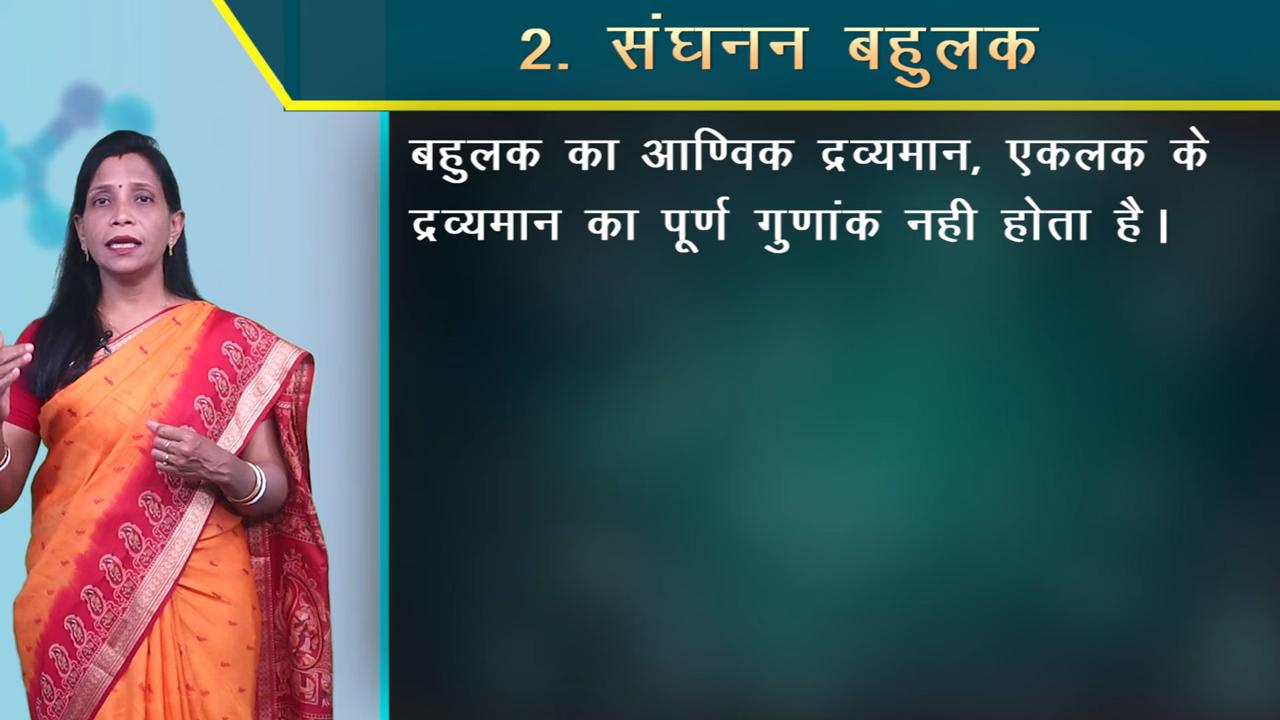 2. संघनन बहुलक
बहुलक का आण्विक द्रव्यमान, एकलक के
द्रव्यमान का पूर्ण गुणांक नही होता है।